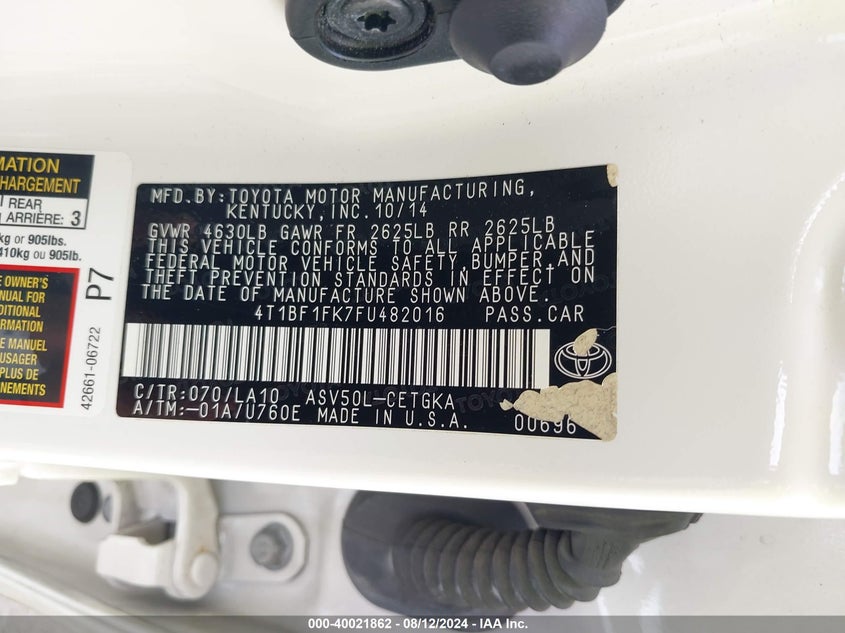 MATION
HARGEMENT
REAR
ARRIÈRE: 3
kg or 905lbs.
410kg ou 905lb.
E OWNER'S
NUAL FOR
DITIONAL
ORMATION
LE MANUEL
USAGER
PLUS DE
GNEMENTS
P7
42661-06722
MFD.BY:TOYOTA MOTOR MANUFACTURING,
KENTUCKY,INC.10/14
GVWR 4630LB GAWR FR 2625LB RR 2625LB
THIS VEHICLE CONFORMS TO ALL APPLICABLE
FEDERAL MOTOR VEHICLE SAFETY,BUMPER,AND
THEFT PREVENTION STANDARDS IN EFFECT ON
THE DATE OF MANUFACTURE SHOWN ABOVE.
4T1BF1FK7FU482016 PASS.CAR
C/TR:070/LA10 ASV50L-CETGKA
A/TM:-01A/U760E MADE IN U.S.A. 00696
000-40021862 - 08/12/2024 - IAA Inc.